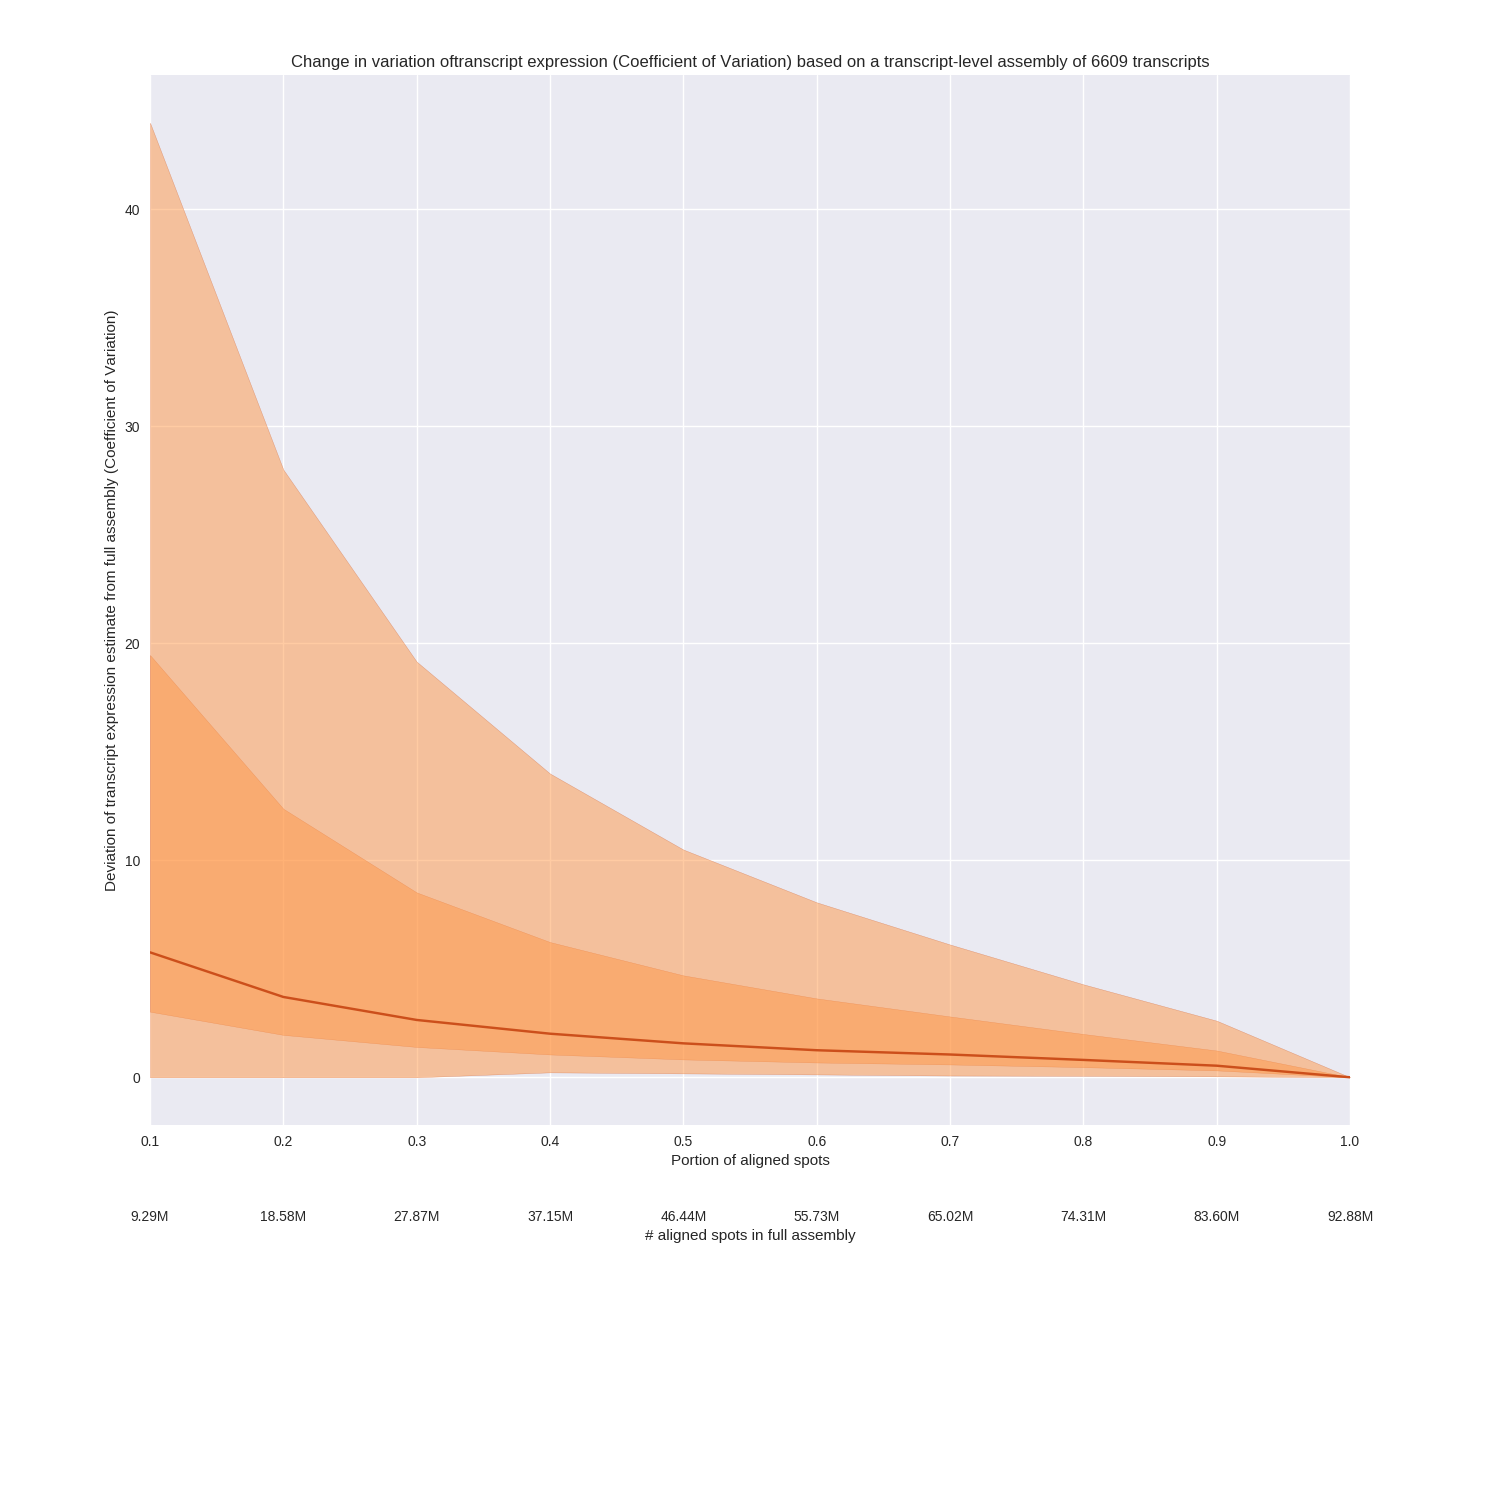 Change in variation oftranscript expression (Coefficient of Variation) based on a transcript-level assembly of 6609 transcripts
Deviation of transcript expression estimate from full assembly (Coefficient of Variation)
40
30
20
10
0
0.1 0.2 0.3 0.4 0.5 0.6 0.7 0.8 0.9 1.0
Portion of aligned spots
9.29M 18.58M 27.87M 37.15M 46.44M 55.73M 65.02M 74.31M 83.60M 92.88M
# aligned spots in full assembly